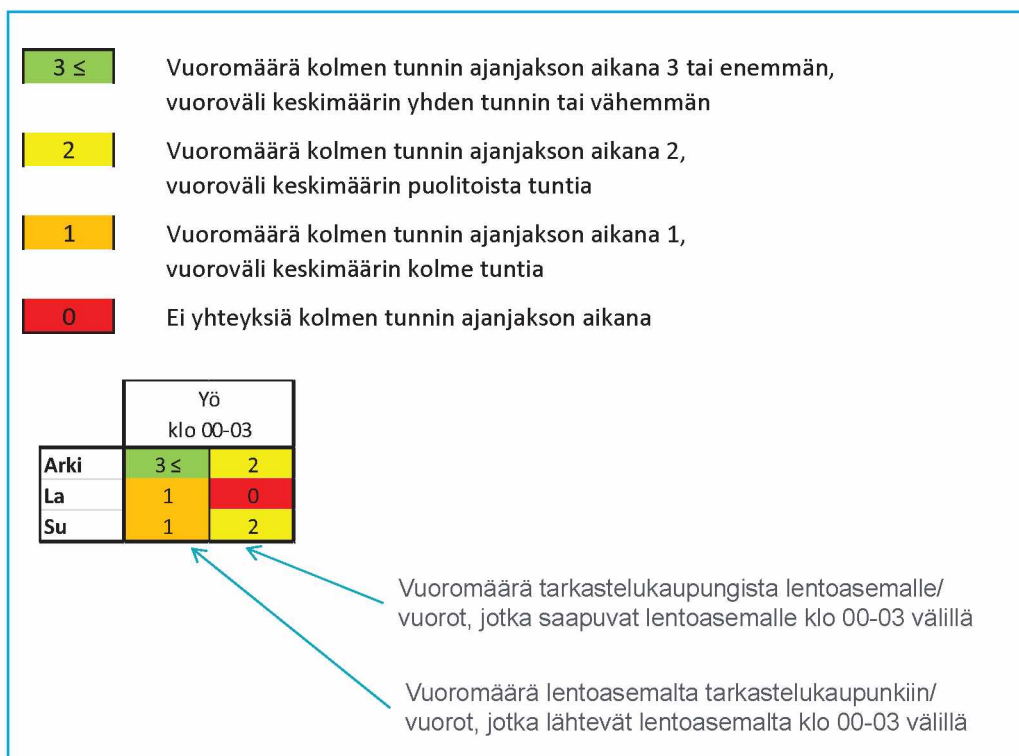 3 ≤ Vuoromäärä kolmen tunnin ajanjakson aikana 3 tai enemmän,
vuoroväli keskimäärin yhden tunnin tai vähemmän
2 Vuoromäärä kolmen tunnin ajanjakson aikana 2,
vuoroväli keskimäärin puolitoista tuntia
1 Vuoromäärä kolmen tunnin ajanjakson aikana 1,
vuoroväli keskimäärin kolme tuntia
0 Ei yhteyksiä kolmen tunnin ajanjakson aikana
Yö
klo 00-03
Arki 3 ≤ 2
La 1 0
Su 1 2
Vuoromäärä tarkastelukaupungista lentoasemalle/
vuorot, jotka saapuvat lentoasemalle klo 00-03 välillä
Vuoromäärä lentoasemalta tarkastelukaupunkiin/
vuorot, jotka lähtevät lentoasemalta klo 00-03 välillä